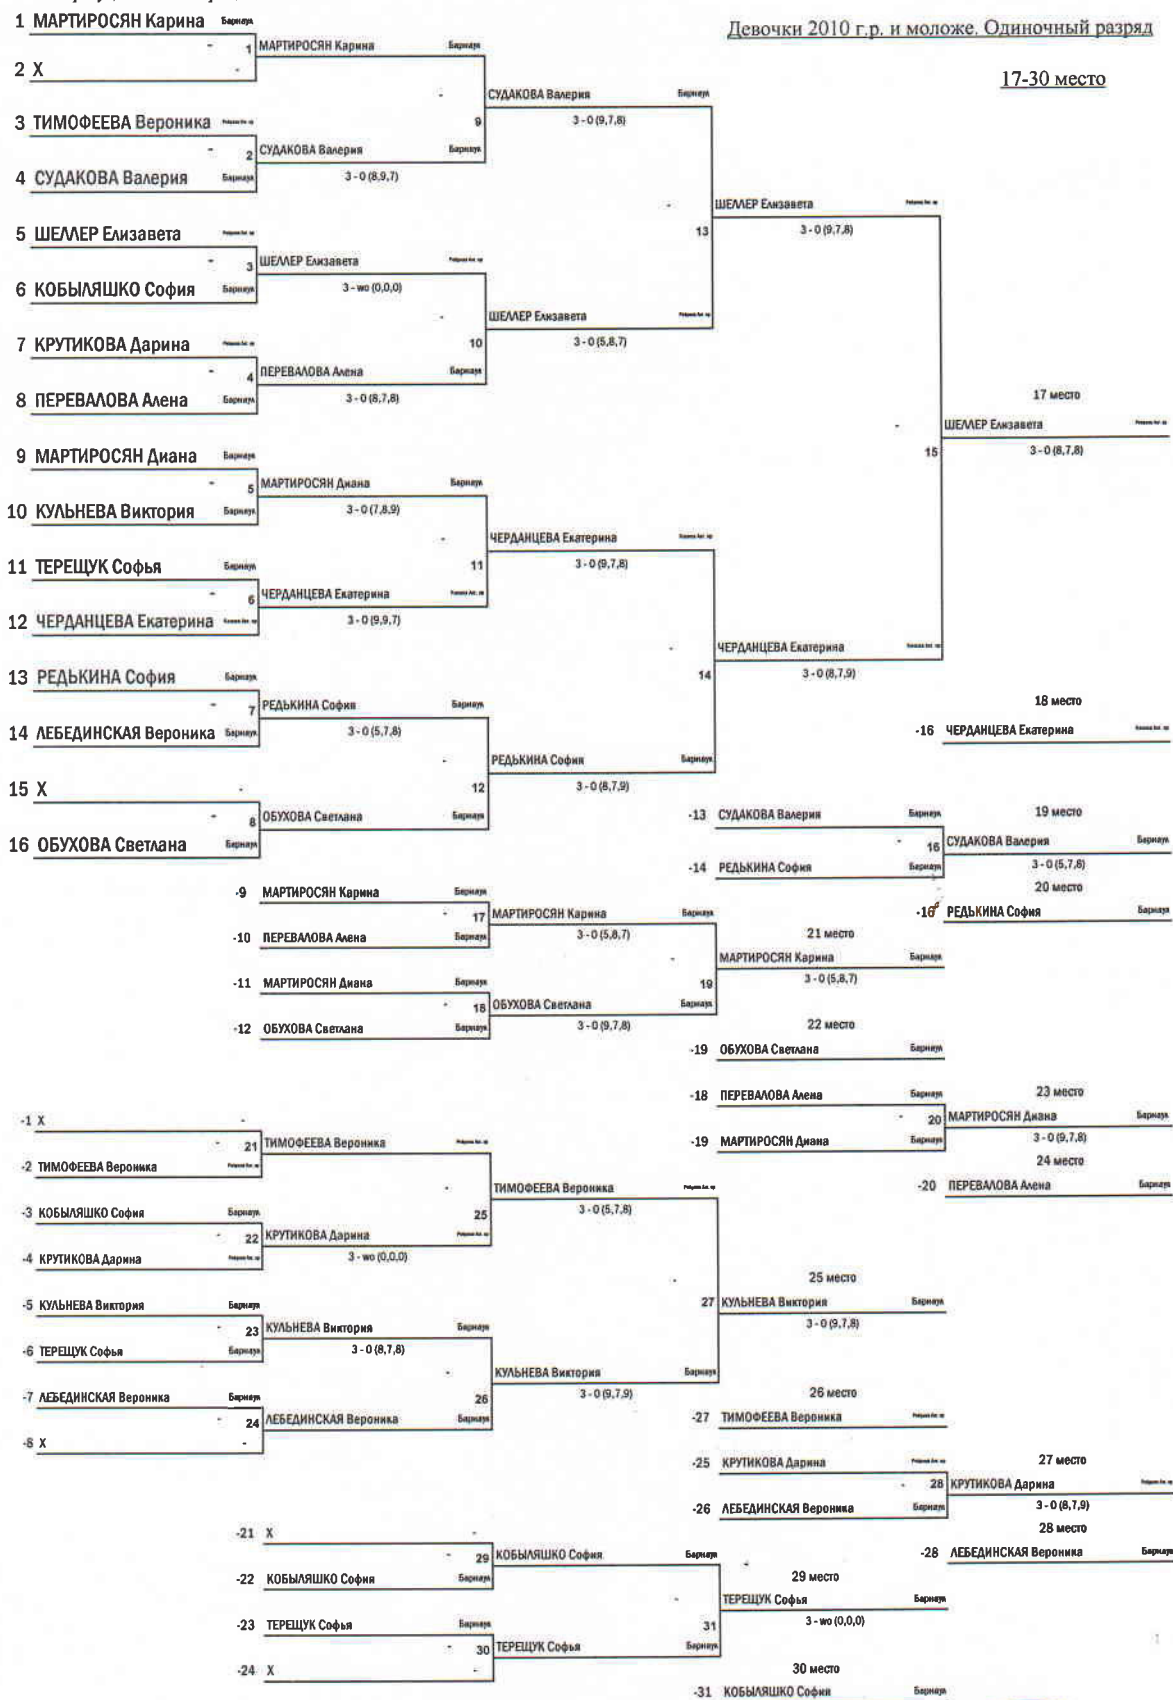 Девочки 2010 г.р. и моложе. Одиночный разряд
17-30 место
1 МАРТИРОСЯН Карина Барнаул
1 МАРТИРОСЯН Карина Барнаул
2 X
СУДАКОВА Валерия Барнаул
9 3 - 0 (9,7,8)
3 ТИМОФЕЕВА Вероника
2 СУДАКОВА Валерия Барнаул
3 - 0 (8,9,7)
4 СУДАКОВА Валерия Барнаул
ШЕЛЛЕР Елизавета
13 3 - 0 (9,7,8)
5 ШЕЛЛЕР Елизавета
3 ШЕЛЛЕР Елизавета
3 - wo (0,0,0)
6 КОБЫЛЯШКО София Барнаул
ШЕЛЛЕР Елизавета
10 3 - 0 (5,8,7)
7 КРУТИКОВА Дарина
4 ПЕРЕВАЛОВА Алена Барнаул
3 - 0 (8,7,8)
8 ПЕРЕВАЛОВА Алена Барнаул
17 место
ШЕЛЛЕР Елизавета
15 3 - 0 (8,7,8)
9 МАРТИРОСЯН Диана Барнаул
5 МАРТИРОСЯН Диана Барнаул
3 - 0 (7,8,9)
10 КУЛЬНЕВА Виктория Барнаул
ЧЕРДАНЦЕВА Екатерина
11 3 - 0 (9,7,8)
11 ТЕРЕЩУК Софья Барнаул
6 ЧЕРДАНЦЕВА Екатерина
3 - 0 (9,9,7)
12 ЧЕРДАНЦЕВА Екатерина
ЧЕРДАНЦЕВА Екатерина
14 3 - 0 (8,7,9)
13 РЕДЬКИНА София Барнаул
7 РЕДЬКИНА София Барнаул
3 - 0 (5,7,8)
14 ЛЕБЕДИНСКАЯ Вероника Барнаул
18 место
-16 ЧЕРДАНЦЕВА Екатерина
РЕДЬКИНА София Барнаул
12 3 - 0 (8,7,9)
15 X
8 ОБУХОВА Светлана Барнаул
16 ОБУХОВА Светлана Барнаул
-13 СУДАКОВА Валерия Барнаул
19 место
16 СУДАКОВА Валерия Барнаул
3 - 0 (5,7,8)
-14 РЕДЬКИНА София Барнаул
20 место
-16 РЕДЬКИНА София Барнаул
-9 МАРТИРОСЯН Карина Барнаул
17 МАРТИРОСЯН Карина Барнаул
3 - 0 (5,8,7)
-10 ПЕРЕВАЛОВА Алена Барнаул
21 место
МАРТИРОСЯН Карина Барнаул
19 3 - 0 (5,8,7)
-11 МАРТИРОСЯН Диана Барнаул
18 ОБУХОВА Светлана Барнаул
3 - 0 (9,7,8)
-12 ОБУХОВА Светлана Барнаул
22 место
-19 ОБУХОВА Светлана Барнаул
-18 ПЕРЕВАЛОВА Алена Барнаул
23 место
20 МАРТИРОСЯН Диана Барнаул
3 - 0 (9,7,8)
-19 МАРТИРОСЯН Диана Барнаул
24 место
-20 ПЕРЕВАЛОВА Алена Барнаул
-1 X
21 ТИМОФЕЕВА Вероника
-2 ТИМОФЕЕВА Вероника
ТИМОФЕЕВА Вероника
25 3 - 0 (5,7,8)
-3 КОБЫЛЯШКО София Барнаул
22 КРУТИКОВА Дарина
3 - wo (0,0,0)
-4 КРУТИКОВА Дарина
25 место
27 КУЛЬНЕВА Виктория Барнаул
3 - 0 (9,7,8)
-5 КУЛЬНЕВА Виктория Барнаул
23 КУЛЬНЕВА Виктория Барнаул
3 - 0 (8,7,8)
-6 ТЕРЕЩУК Софья Барнаул
КУЛЬНЕВА Виктория Барнаул
26 3 - 0 (9,7,9)
-7 ЛЕБЕДИНСКАЯ Вероника Барнаул
24 ЛЕБЕДИНСКАЯ Вероника Барнаул
-8 X
26 место
-27 ТИМОФЕЕВА Вероника
-25 КРУТИКОВА Дарина
27 место
28 КРУТИКОВА Дарина
3 - 0 (8,7,9)
-26 ЛЕБЕДИНСКАЯ Вероника Барнаул
28 место
-28 ЛЕБЕДИНСКАЯ Вероника Барнаул
-21 X
29 КОБЫЛЯШКО София Барнаул
-22 КОБЫЛЯШКО София Барнаул
29 место
ТЕРЕЩУК Софья Барнаул
31 3 - wo (0,0,0)
-23 ТЕРЕЩУК Софья Барнаул
30 ТЕРЕЩУК Софья Барнаул
-24 X
30 место
-31 КОБЫЛЯШКО София Барнаул